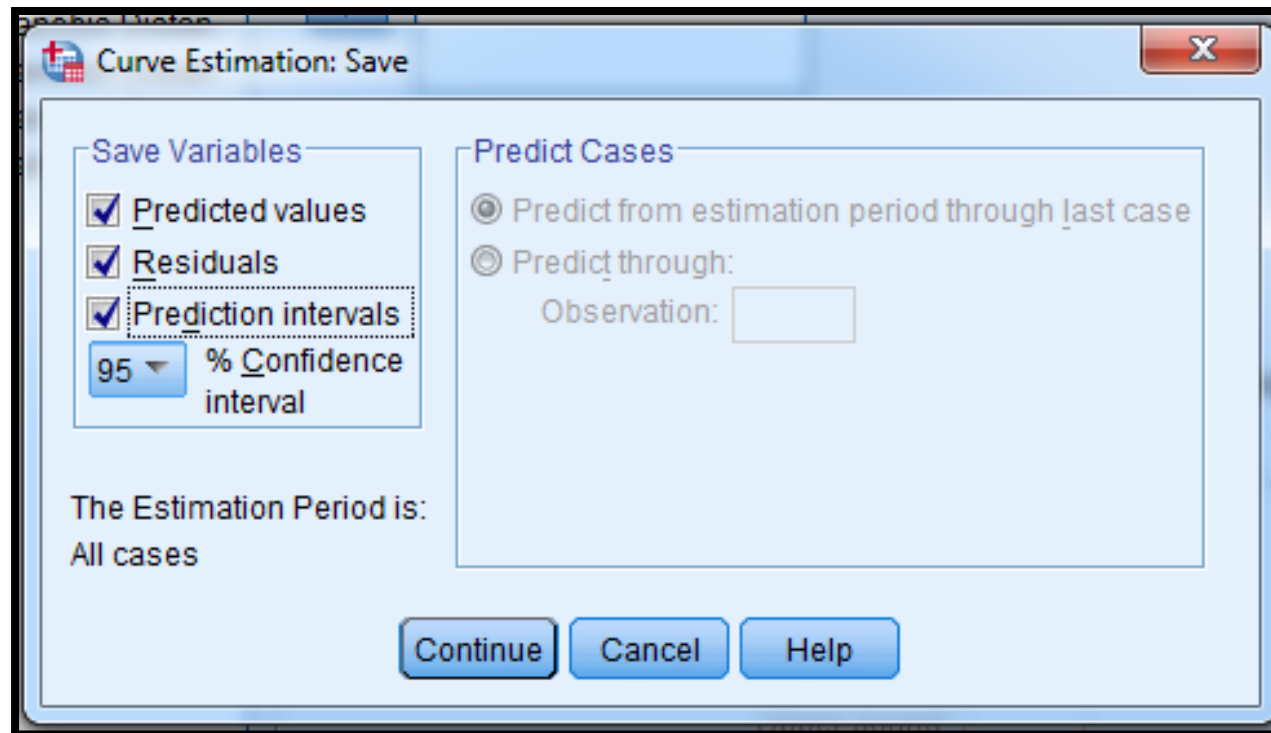 Curve Estimation: Save
Save Variables
Predicted values
Residuals
Prediction intervals
95 % Confidence
interval
The Estimation Period is:
All cases
Predict Cases
Predict from estimation period through last case
Predict through:
Observation:
Continue Cancel Help